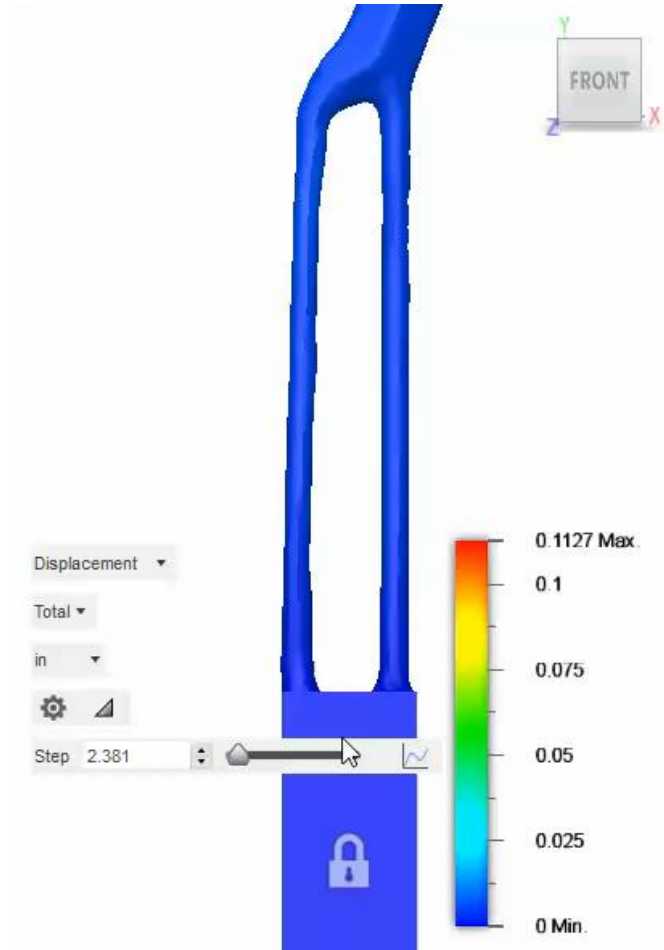 Y
FRONT
Z
X
0.1127 Max.
Displacement
0.1
Total
0.075
in
Step 2.381
0.05
0.025
0 Min.